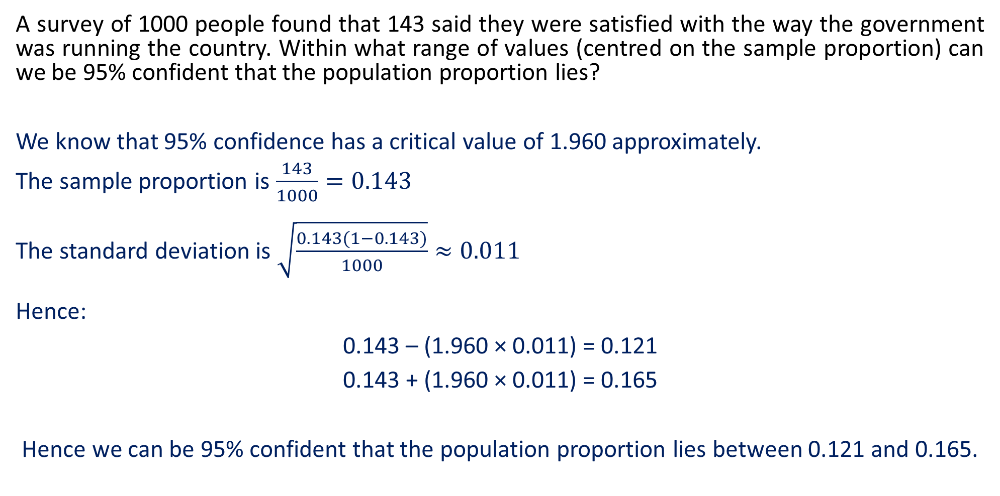 A survey of 1000 people found that 143 said they were satisfied with the way the government
was running the country. Within what range of values (centred on the sample proportion) can
we be 95% confident that the population proportion lies?
We know that 95% confidence has a critical value of 1.960 approximately.
The sample proportion is 143/1000 = 0.143
The standard deviation is √(0.143(1−0.143)/1000) ≈ 0.011
Hence:
0.143 – (1.960 × 0.011) = 0.121
0.143 + (1.960 × 0.011) = 0.165
Hence we can be 95% confident that the population proportion lies between 0.121 and 0.165.